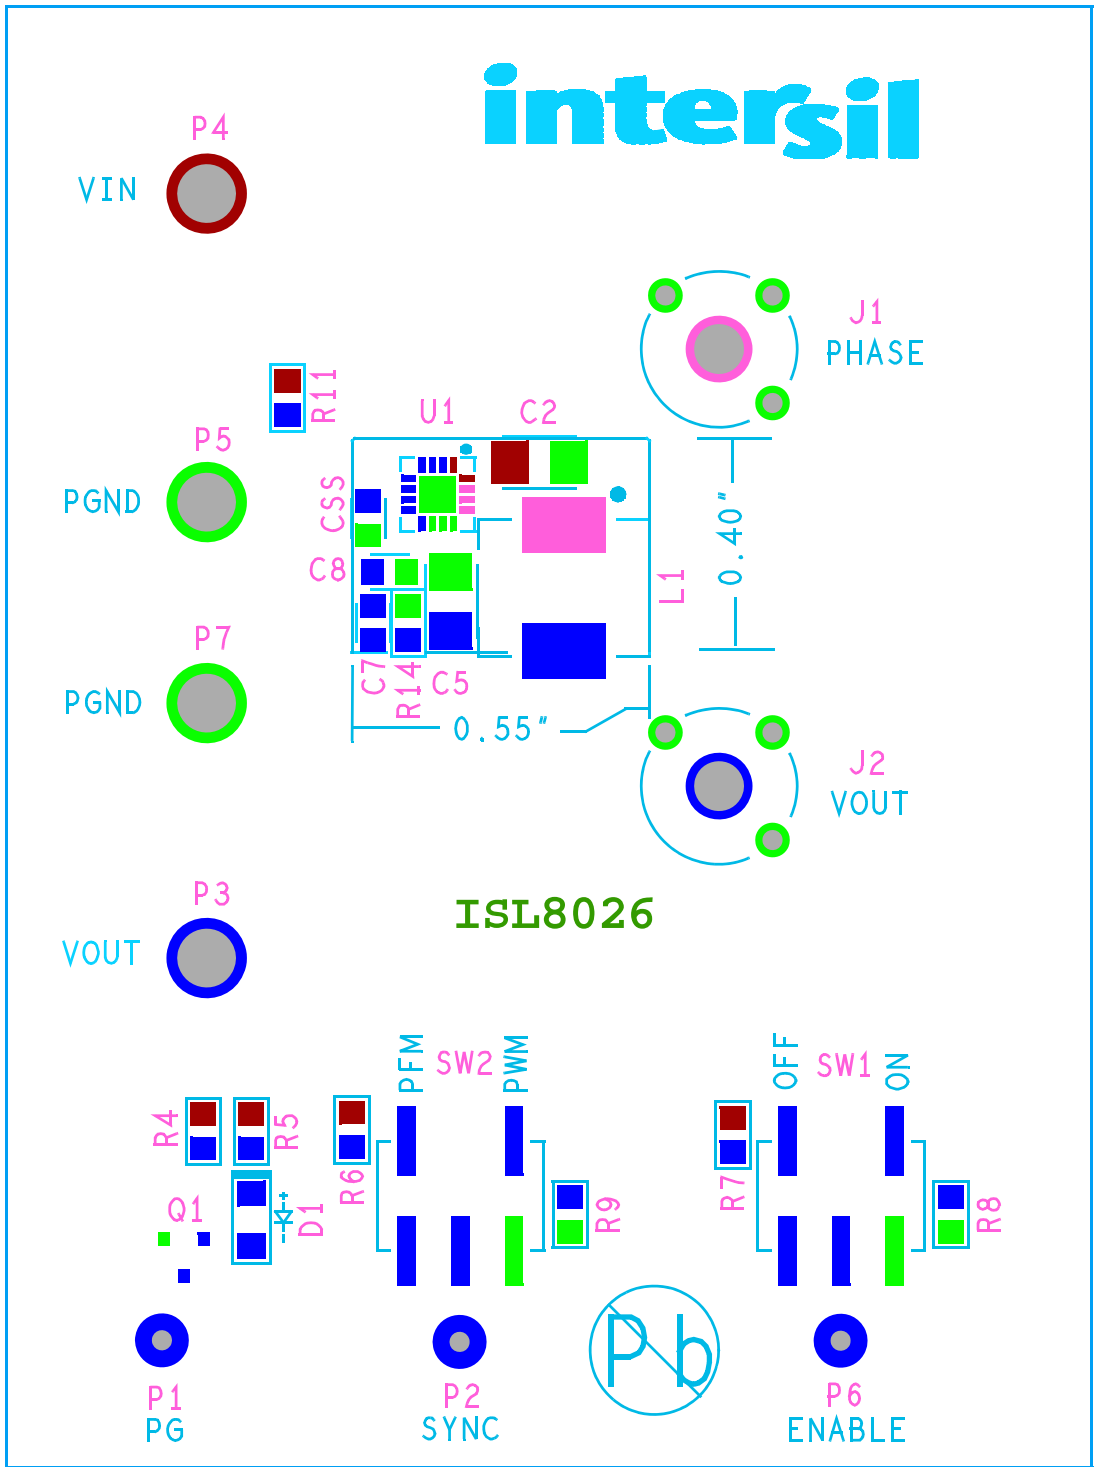 intersil
P4
VIN
J1
PHASE
R11
U1
C2
P5
PGND
CSS
0.40"
C8
L1
P7
PGND
C7
R14
C5
0.55"
J2
VOUT
P3
ISL8026
VOUT
PFM
SW2
PWM
OFF
SW1
ON
R4
R5
R6
R7
Q1
D1
R9
R8
Pb
P1
PG
P2
SYNC
P6
ENABLE